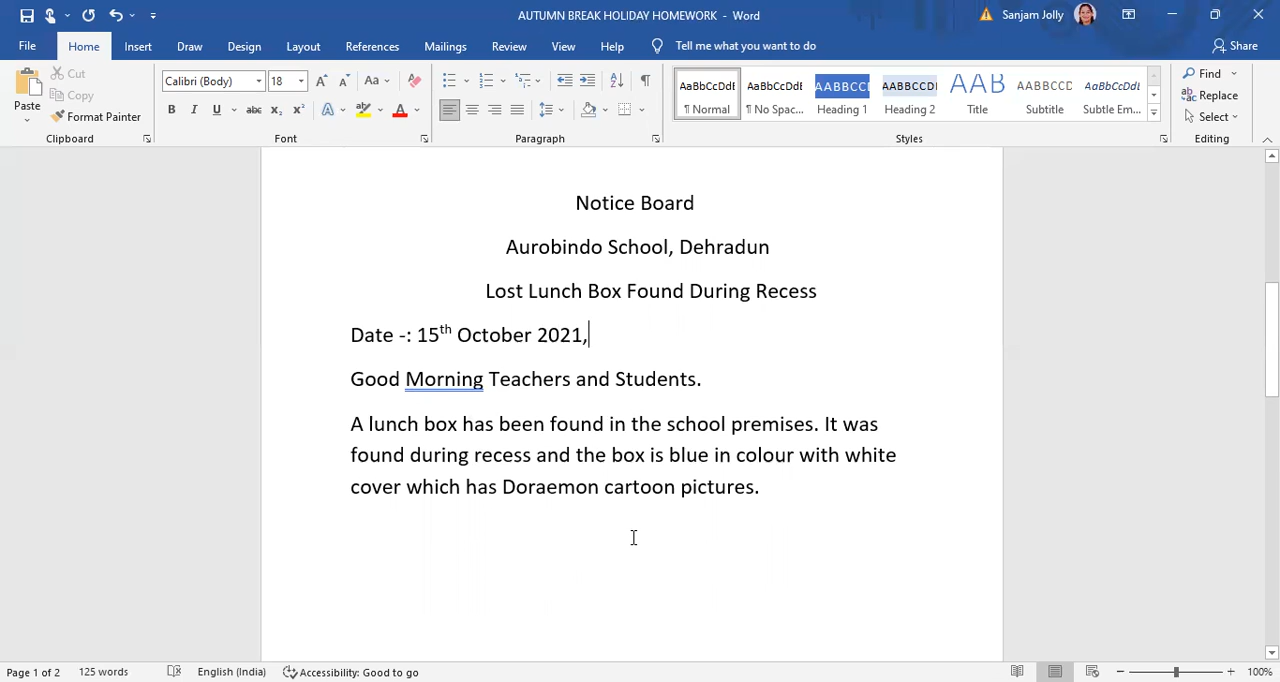 AUTUMN BREAK HOLIDAY HOMEWORK - Word
Sanjam Jolly
File Home Insert Draw Design Layout References Mailings Review View Help Tell me what you want to do Share
Paste
Cut
Copy
Format Painter
Clipboard
Calibri (Body) 18
Font
Paragraph
AaBbCcDd AaBbCcDd AABBCC AABBCCD AAB AABBCCD AaBbCcDd
¶ Normal ¶ No Spac... Heading 1 Heading 2 Title Subtitle Subtle Em...
Styles
Find
Replace
Select
Editing
Notice Board
Aurobindo School, Dehradun
Lost Lunch Box Found During Recess
Date -: 15th October 2021,
Good Morning Teachers and Students.
A lunch box has been found in the school premises. It was
found during recess and the box is blue in colour with white
cover which has Doraemon cartoon pictures.
Page 1 of 2 125 words English (India) Accessibility: Good to go 100%